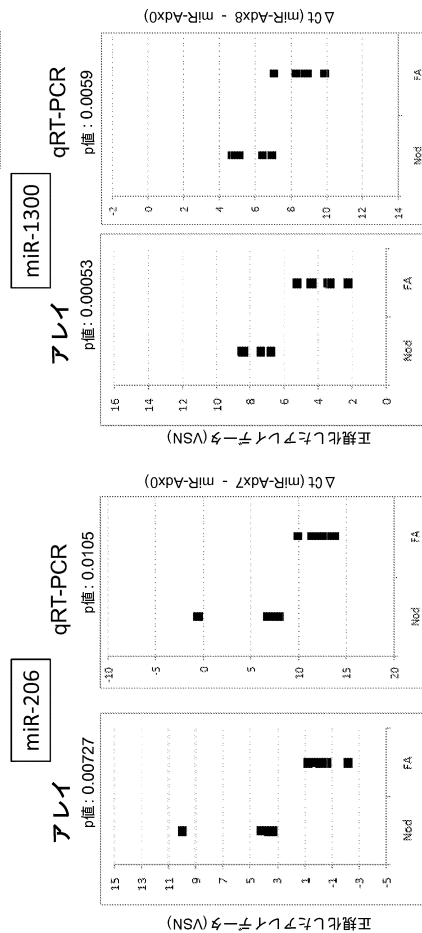 miR-206
アレイ
p値: 0.00727
正規化したアレイデータ (VSN)
15
13
11
9
7
5
3
1
-1
-3
-5
Nod
FA
qRT-PCR
p値: 0.0105
-10
-5
0
5
10
15
20
Nod
FA
Δ Ct (miR-Adx7 - miR-Adx0)
miR-1300
アレイ
p値: 0.00053
正規化したアレイデータ (VSN)
16
14
12
10
8
6
4
2
0
Nod
FA
qRT-PCR
p値: 0.0059
-2
0
2
4
6
8
10
12
14
Nod
FA
Δ Ct (miR-Adx8 - miR-Adx0)